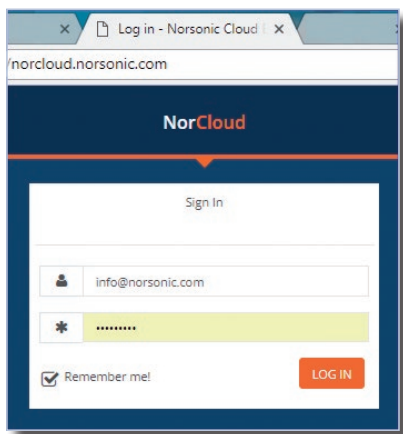 Log in - Norsonic Cloud
/norcloud.norsonic.com
NorCloud
Sign In
info@norsonic.com
•••••••••
Remember me!
LOG IN